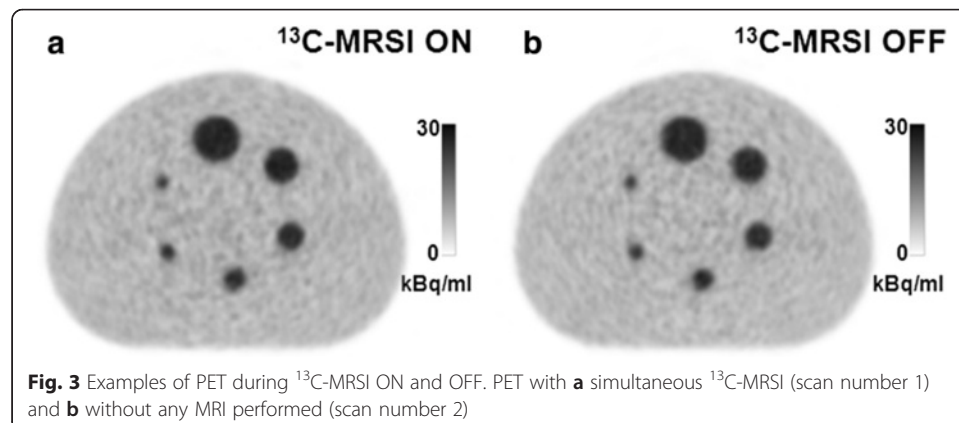 a ¹³C-MRSI ON
b ¹³C-MRSI OFF
30
0
kBq/ml
30
0
kBq/ml
Fig. 3 Examples of PET during ¹³C-MRSI ON and OFF. PET with a simultaneous ¹³C-MRSI (scan number 1)
and b without any MRI performed (scan number 2)